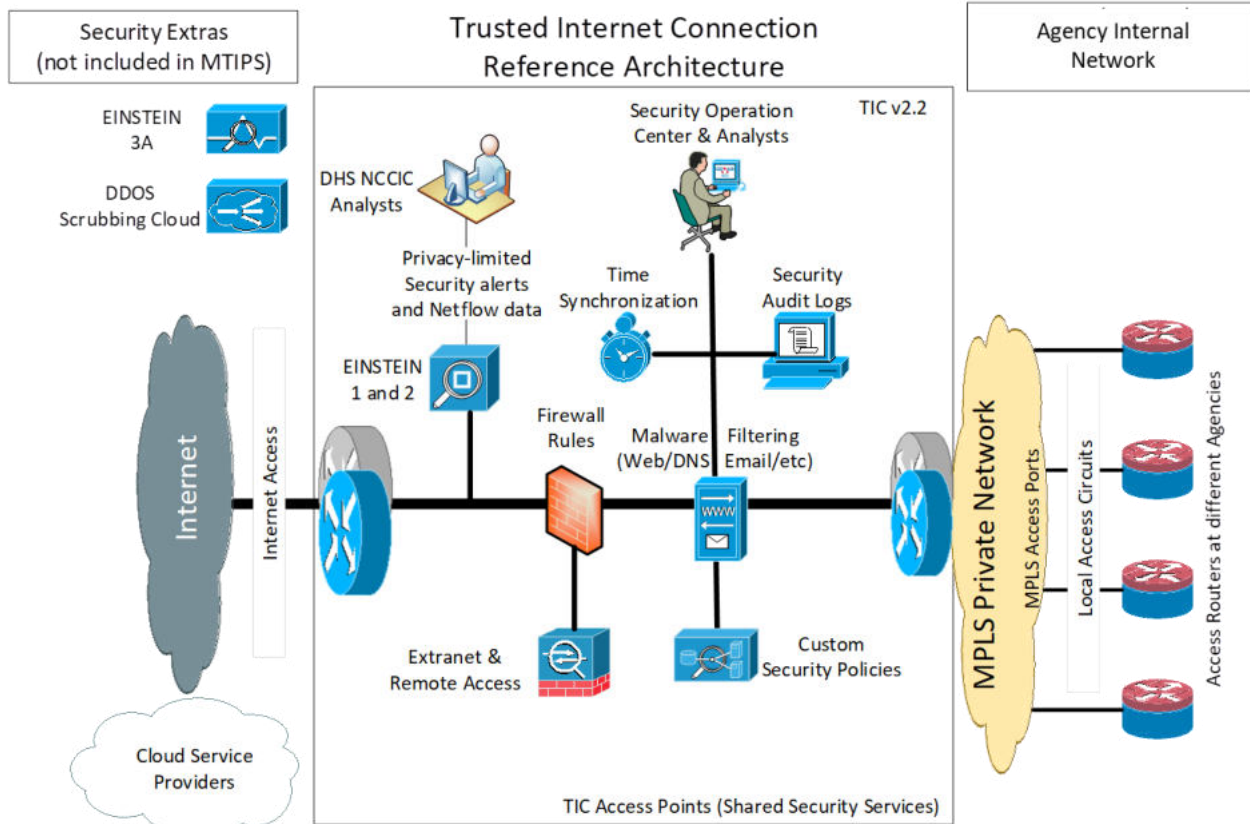 Security Extras
(not included in MTIPS)
Trusted Internet Connection
Reference Architecture
Agency Internal
Network
EINSTEIN
3A
DDOS
Scrubbing Cloud
TIC v2.2
DHS NCCIC
Analysts
Security Operation
Center & Analysts
Privacy-limited
Security alerts
and Netflow data
Time
Synchronization
Security
Audit Logs
EINSTEIN
1 and 2
Firewall
Rules
Malware
(Web/DNS
Filtering
Email/etc)
Internet
Internet Access
Extranet &
Remote Access
Custom
Security Policies
MPLS Private Network
MPLS Access Ports
Local Access Circuits
Access Routers at different Agencies
Cloud Service
Providers
TIC Access Points (Shared Security Services)